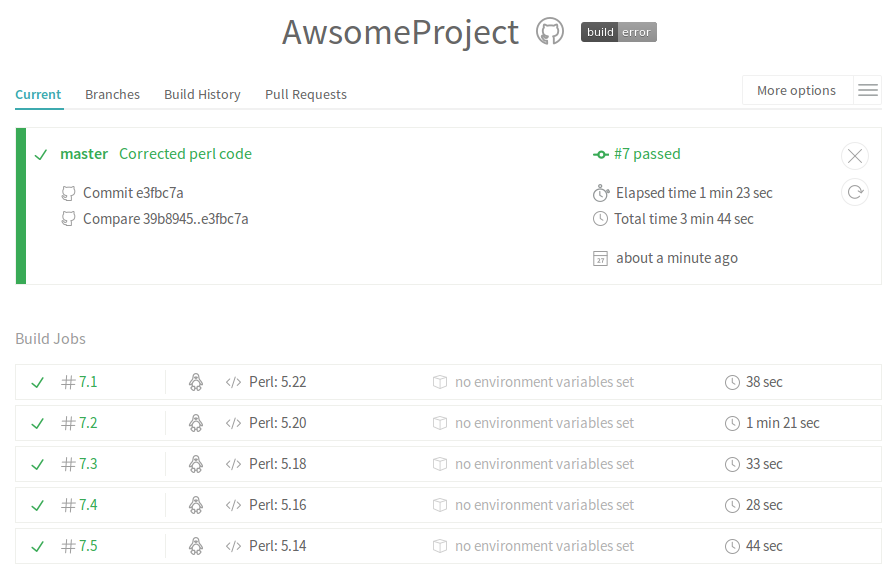 AwsomeProject build error
Current Branches Build History Pull Requests More options
master Corrected perl code #7 passed
Commit e3fbc7a Elapsed time 1 min 23 sec
Compare 39b8945..e3fbc7a Total time 3 min 44 sec
27 about a minute ago
Build Jobs
# 7.1 </> Perl: 5.22 no environment variables set 38 sec
# 7.2 </> Perl: 5.20 no environment variables set 1 min 21 sec
# 7.3 </> Perl: 5.18 no environment variables set 33 sec
# 7.4 </> Perl: 5.16 no environment variables set 28 sec
# 7.5 </> Perl: 5.14 no environment variables set 44 sec